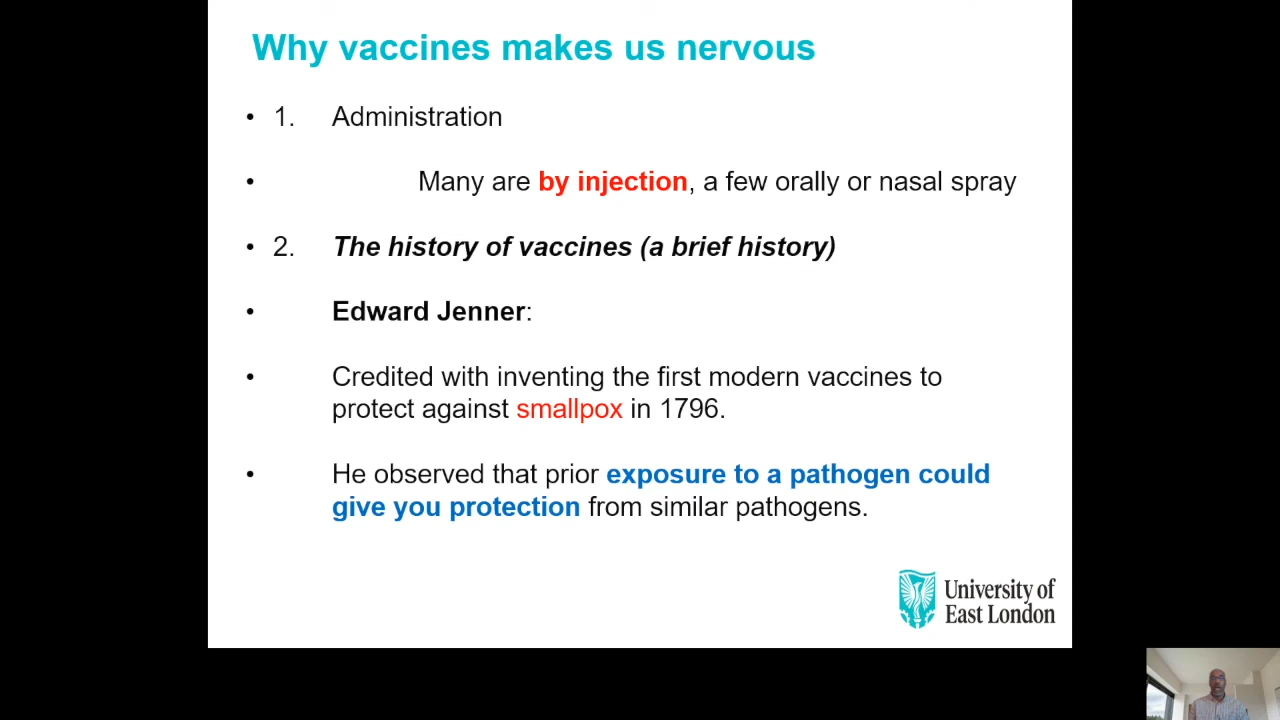 Why vaccines makes us nervous
• 1. Administration
• Many are by injection, a few orally or nasal spray
• 2. The history of vaccines (a brief history)
• Edward Jenner:
• Credited with inventing the first modern vaccines to
protect against smallpox in 1796.
• He observed that prior exposure to a pathogen could
give you protection from similar pathogens.
University of
East London